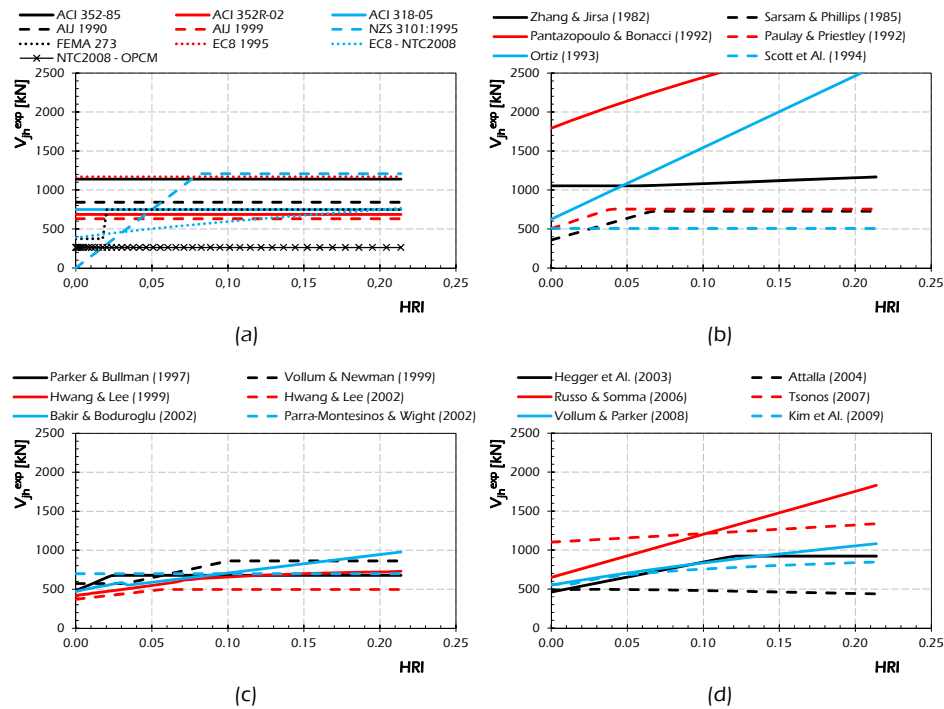 ACI 352-85 ACI 352R-02 ACI 318-05
AIJ 1990 AIJ 1999 NZS 3101:1995
FEMA 273 EC8 1995 EC8 - NTC2008
NTC2008 - OPCM
2500
2000
1500
1000
500
0
V_jh^exp [kN]
0,00 0,05 0,10 0,15 0,20 0,25
HRI
(a)
Zhang & Jirsa (1982) Sarsam & Phillips (1985)
Pantazopoulo & Bonacci (1992) Paulay & Priestley (1992)
Ortiz (1993) Scott et Al. (1994)
2500
2000
1500
1000
500
0
V_jh^exp [kN]
0.00 0.05 0.10 0.15 0.20 0.25
HRI
(b)
Parker & Bullman (1997) Vollum & Newman (1999)
Hwang & Lee (1999) Hwang & Lee (2002)
Bakir & Boduroglu (2002) Parra-Montesinos & Wight (2002)
2500
2000
1500
1000
500
0
V_jh^exp [kN]
0.00 0.05 0.10 0.15 0.20 0.25
HRI
(c)
Hegger et Al. (2003) Attalla (2004)
Russo & Somma (2006) Tsonos (2007)
Vollum & Parker (2008) Kim et Al. (2009)
2500
2000
1500
1000
500
0
V_jh^exp [kN]
0.00 0.05 0.10 0.15 0.20 0.25
HRI
(d)